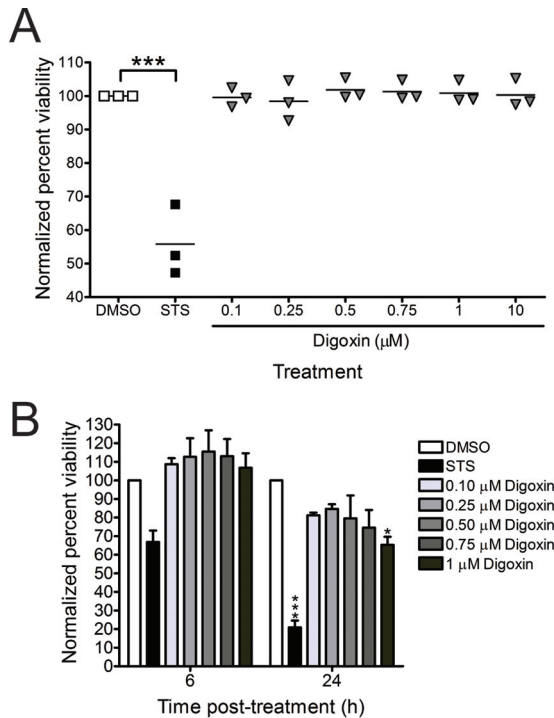 A
***
Normalized percent viability
110
100
90
80
70
60
50
40
DMSO STS 0.1 0.25 0.5 0.75 1 10
Digoxin (μM)
Treatment
B
Normalized percent viability
130
120
110
100
90
80
70
60
50
40
30
20
10
0
***
*
6 24
Time post-treatment (h)
DMSO
STS
0.10 μM Digoxin
0.25 μM Digoxin
0.50 μM Digoxin
0.75 μM Digoxin
1 μM Digoxin